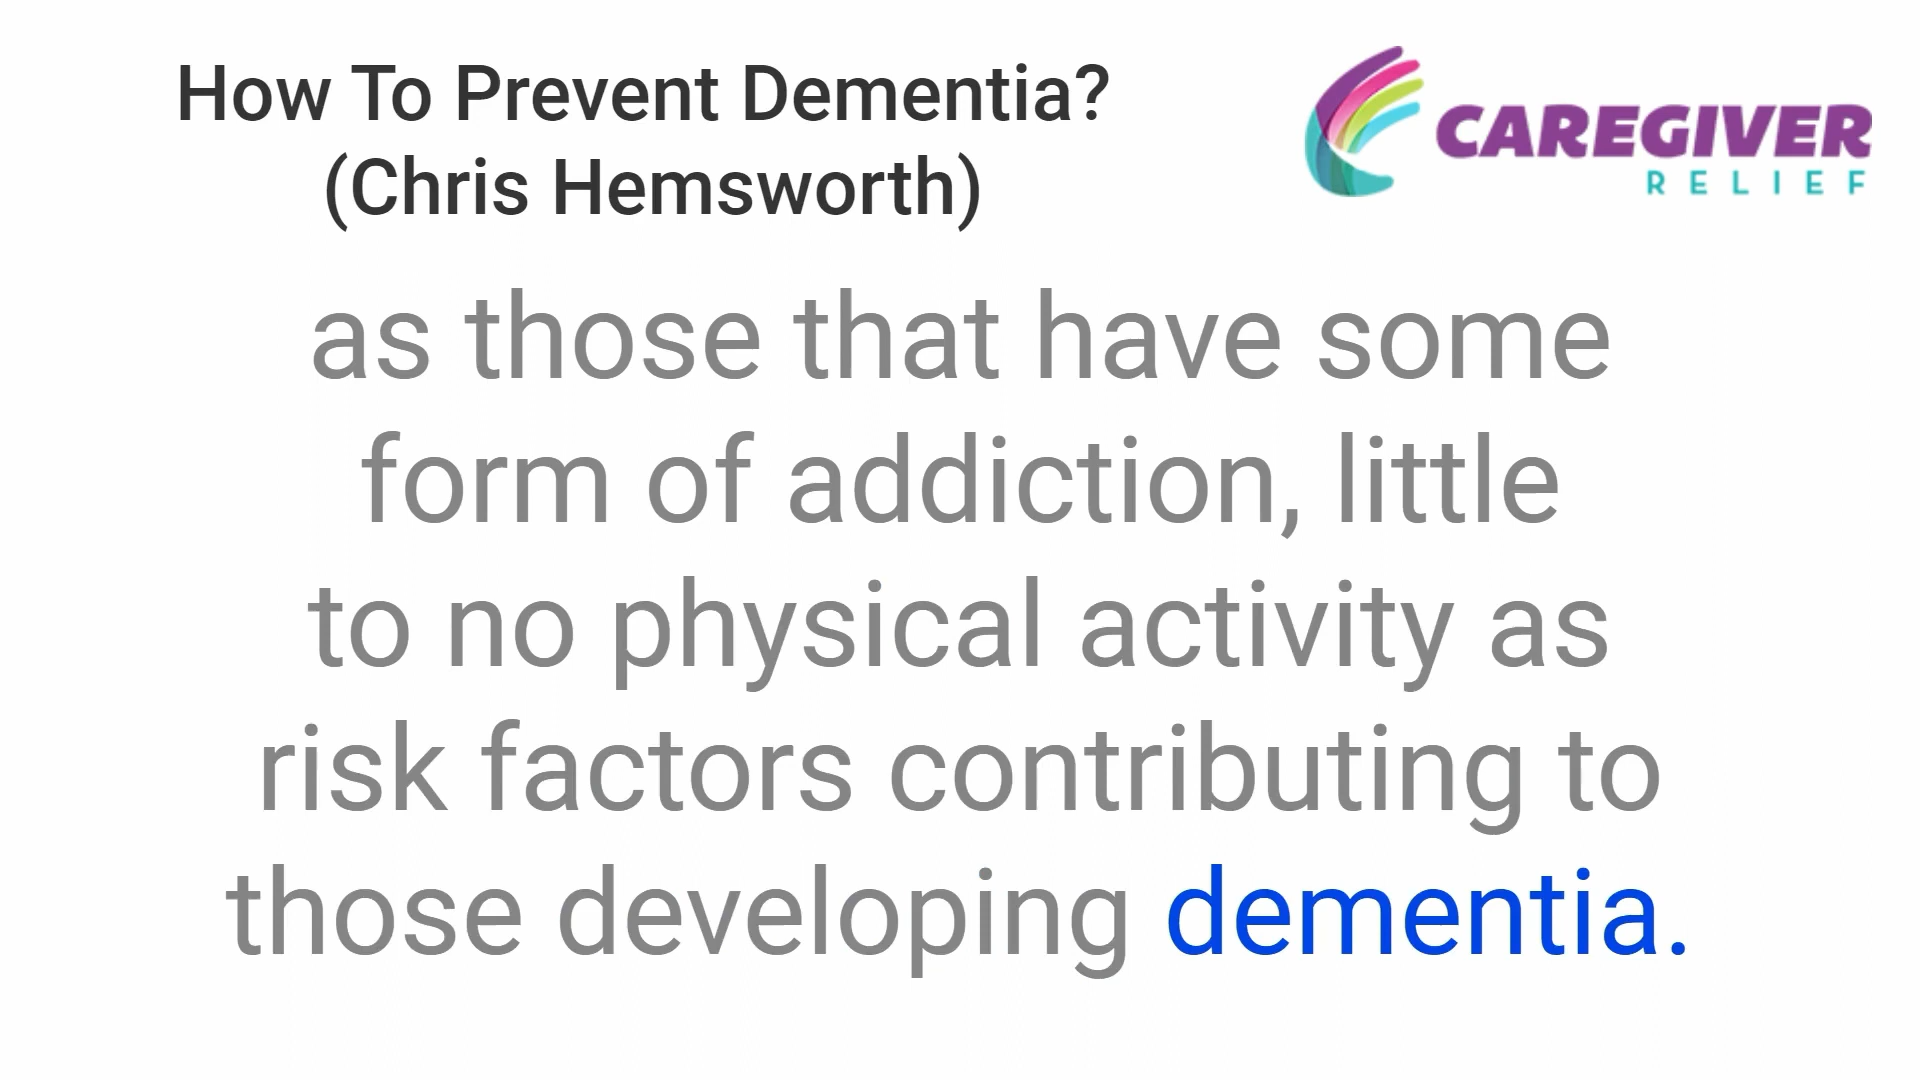 How To Prevent Dementia?
(Chris Hemsworth)
CAREGIVER
RELIEF
as those that have some
form of addiction, little
to no physical activity as
risk factors contributing to
those developing dementia.